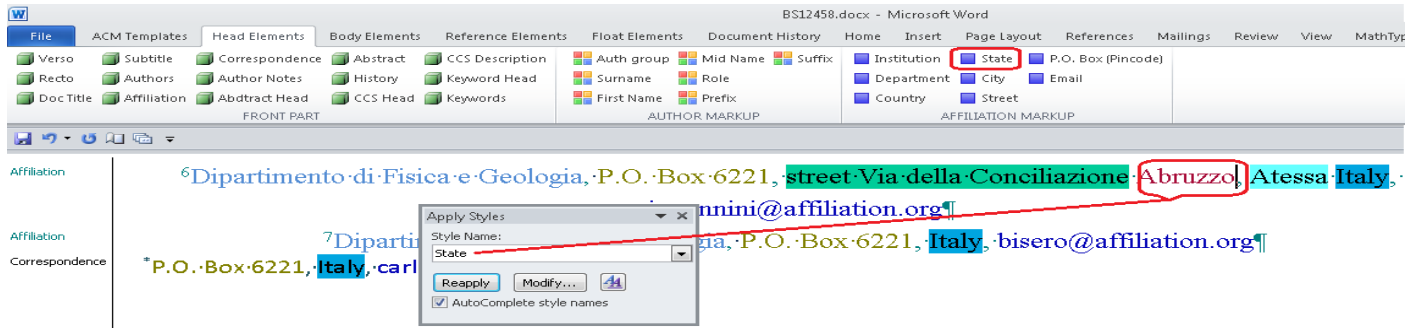 BS12458.docx - Microsoft Word
File ACM Templates Head Elements Body Elements Reference Elements Float Elements Document History Home Insert Page Layout References Mailings Review View MathTyp
Verso Subtitle Correspondence Abstract CCS Description Auth group Mid Name Suffix Institution State P.O. Box(Pincode)
Recto Authors Author Notes History Keyword Head Surname Role Department City Email
Doc Title Affiliation Abdtract Head CCS Head Keywords First Name Prefix Country Street
FRONT PART AUTHOR MARKUP AFFILIATION MARKUP
Affiliation 6Dipartimento·di·Fisica·e·Geologia,·P.O.·Box·6221,·street·Via·della·Conciliazione·Abruzzo,·Atessa·Italy,·
nnini@affiliation.org¶
Affiliation 7Diparti gia,·P.O.·Box·6221,·Italy,·bisero@affiliation.org¶
Correspondence *P.O.·Box·6221,·Italy,·carl
Apply Styles
Style Name:
State
Reapply Modify...
AutoComplete style names